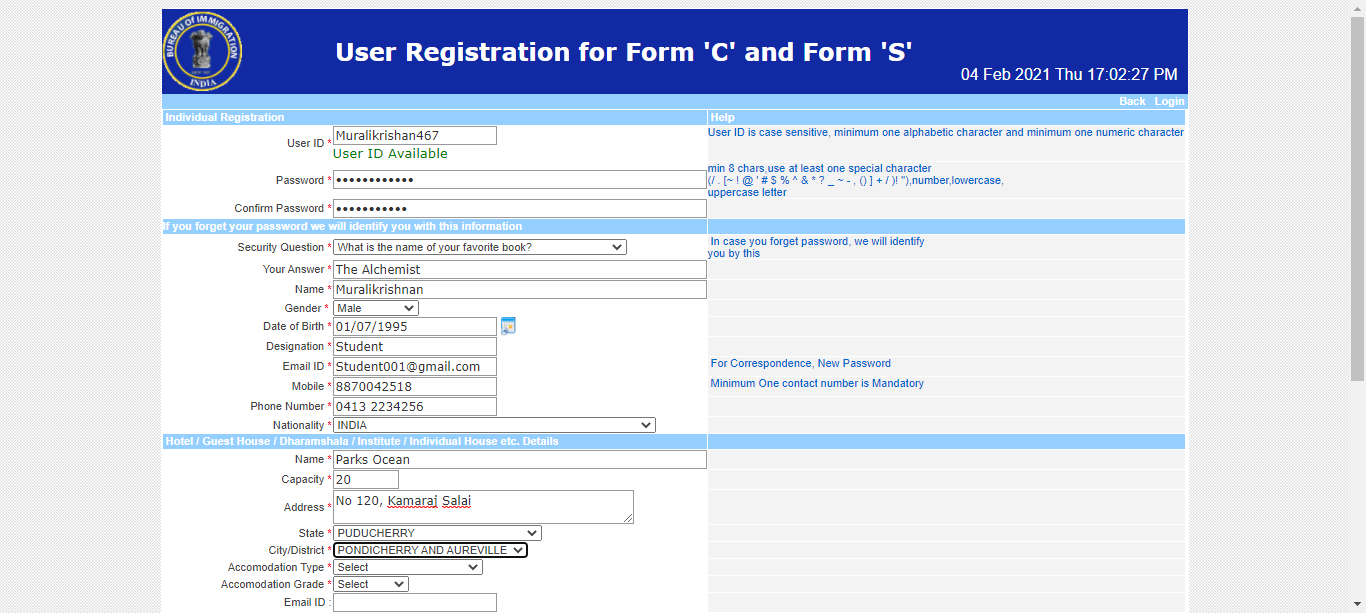 BUREAU OF IMMIGRATION
INDIA
User Registration for Form 'C' and Form 'S'
04 Feb 2021 Thu 17:02:27 PM
Back Login
Individual Registration Help
User ID * Muralikrishan467 User ID is case sensitive, minimum one alphabetic character and minimum one numeric character
User ID Available
Password * •••••••••••• min 8 chars,use at least one special character
(/ . [~ ! @ ' # $ % ^ & * ? _ ~ - , () ] + / )! "),number,lowercase,
uppercase letter
Confirm Password * •••••••••••
If you forget your password we will identify you with this information
Security Question * What is the name of your favorite book? In case you forget password, we will identify
you by this
Your Answer * The Alchemist
Name * Muralikrishnan
Gender * Male
Date of Birth * 01/07/1995
Designation * Student
Email ID * Student001@gmail.com For Correspondence, New Password
Mobile * 8870042518 Minimum One contact number is Mandatory
Phone Number * 0413 2234256
Nationality * INDIA
Hotel / Guest House / Dharamshala / Institute / Individual House etc. Details
Name * Parks Ocean
Capacity * 20
Address * No 120, Kamaraj Salai
State * PUDUCHERRY
City/District * PONDICHERRY AND AUREVILLE
Accomodation Type * Select
Accomodation Grade * Select
Email ID :